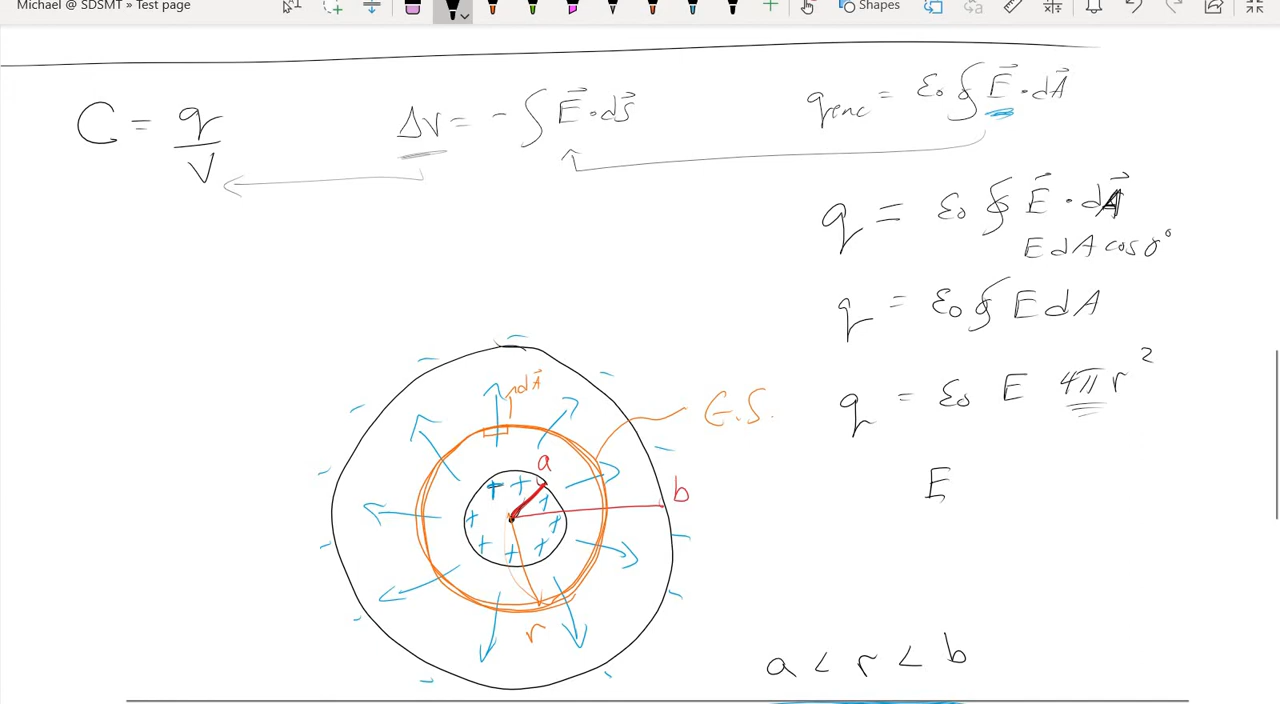 Michael @ SDSMT » Test page
Shapes
C = q/V
ΔV = -∫E⃗·ds⃗
qenc = ε₀∮E⃗·dA⃗
q = ε₀∮E⃗·dA⃗
E dA cos 0°
q = ε₀∮E dA
q = ε₀ E 4πr²
E
dA⃗
G.S.
a
b
+ + + + + + + + +
r
a < r < b